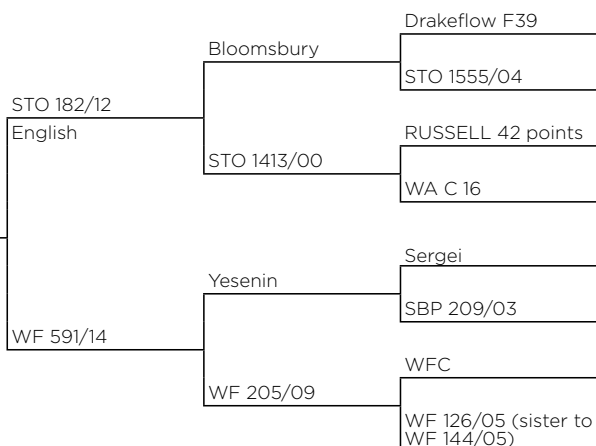 Drakeflow F39
Bloomsbury
STO 1555/04
STO 182/12
English
RUSSELL 42 points
STO 1413/00
WA C 16
Sergei
Yesenin
SBP 209/03
WF 591/14
WFC
WF 205/09
WF 126/05 (sister to
WF 144/05)